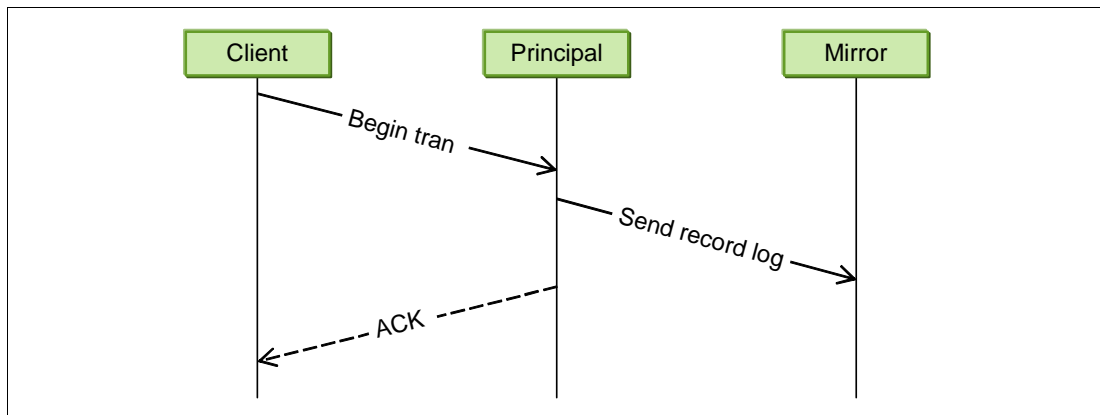 Client
Principal
Mirror
Begin tran
Send record log
ACK